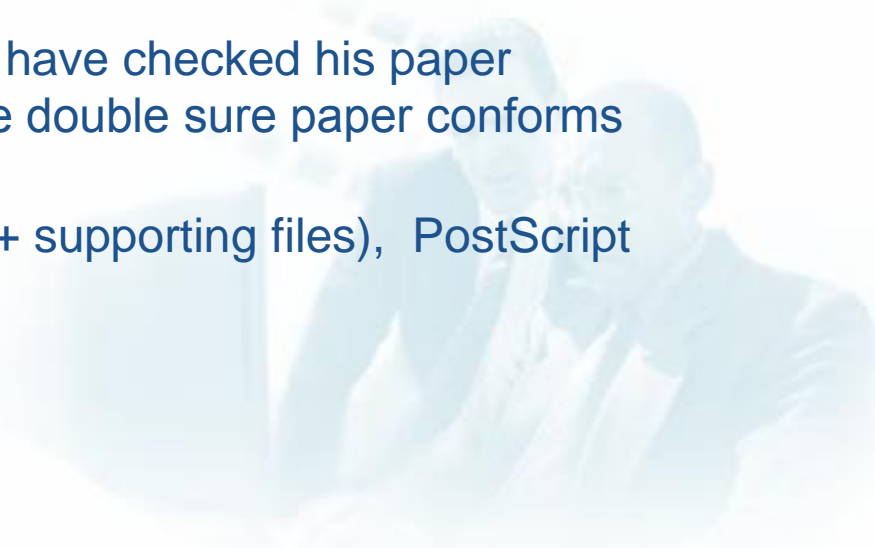 have checked his paper
e double sure paper conforms
+ supporting files), PostScript